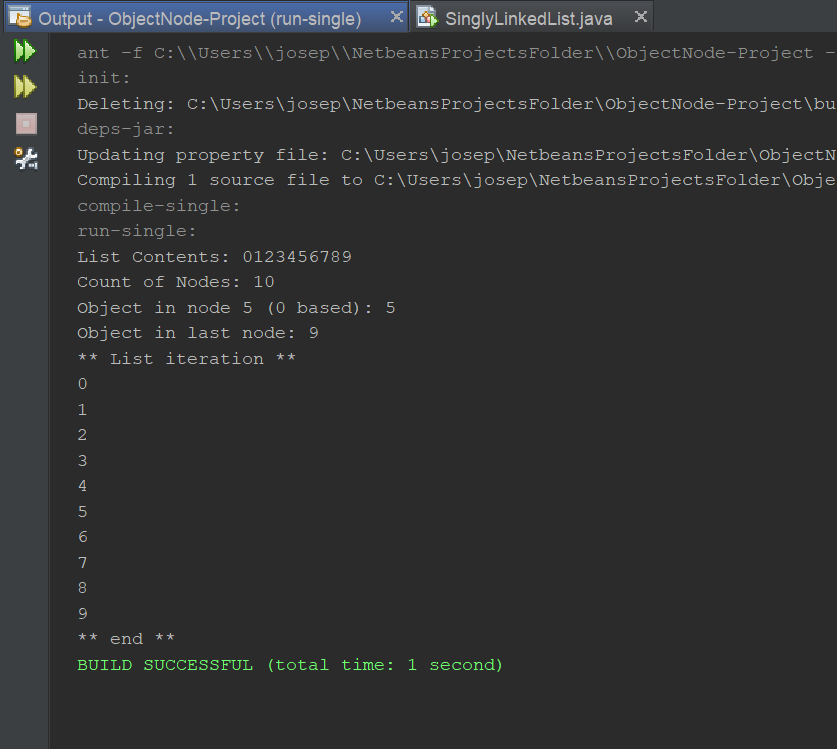 Output - ObjectNode-Project (run-single)
SinglyLinkedList.java
ant -f C:\\Users\\josep\\NetbeansProjectsFolder\\ObjectNode-Project -
init:
Deleting: C:\Users\josep\NetbeansProjectsFolder\ObjectNode-Project\bu
deps-jar:
Updating property file: C:\Users\josep\NetbeansProjectsFolder\ObjectN
Compiling 1 source file to C:\Users\josep\NetbeansProjectsFolder\Obje
compile-single:
run-single:
List Contents: 0123456789
Count of Nodes: 10
Object in node 5 (0 based): 5
Object in last node: 9
** List iteration **
0
1
2
3
4
5
6
7
8
9
** end **
BUILD SUCCESSFUL (total time: 1 second)